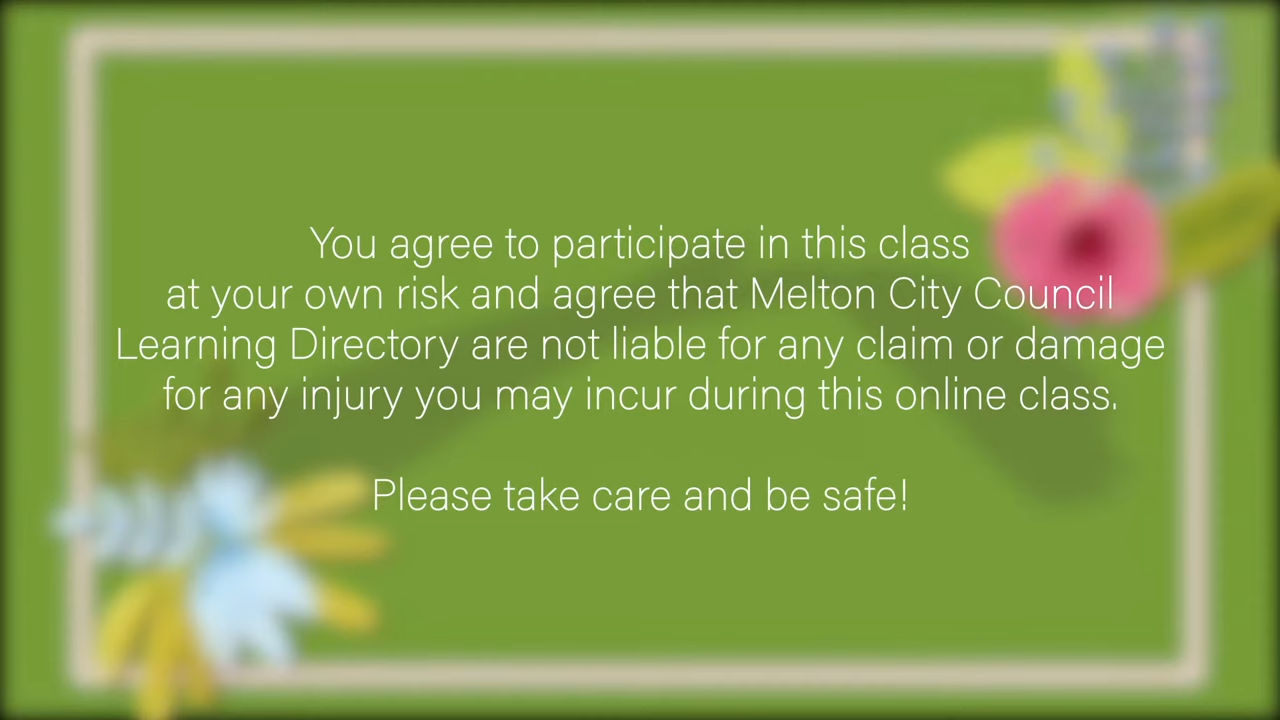 You agree to participate in this class
at your own risk and agree that Melton City Council
Learning Directory are not liable for any claim or damage
for any injury you may incur during this online class.
Please take care and be safe!